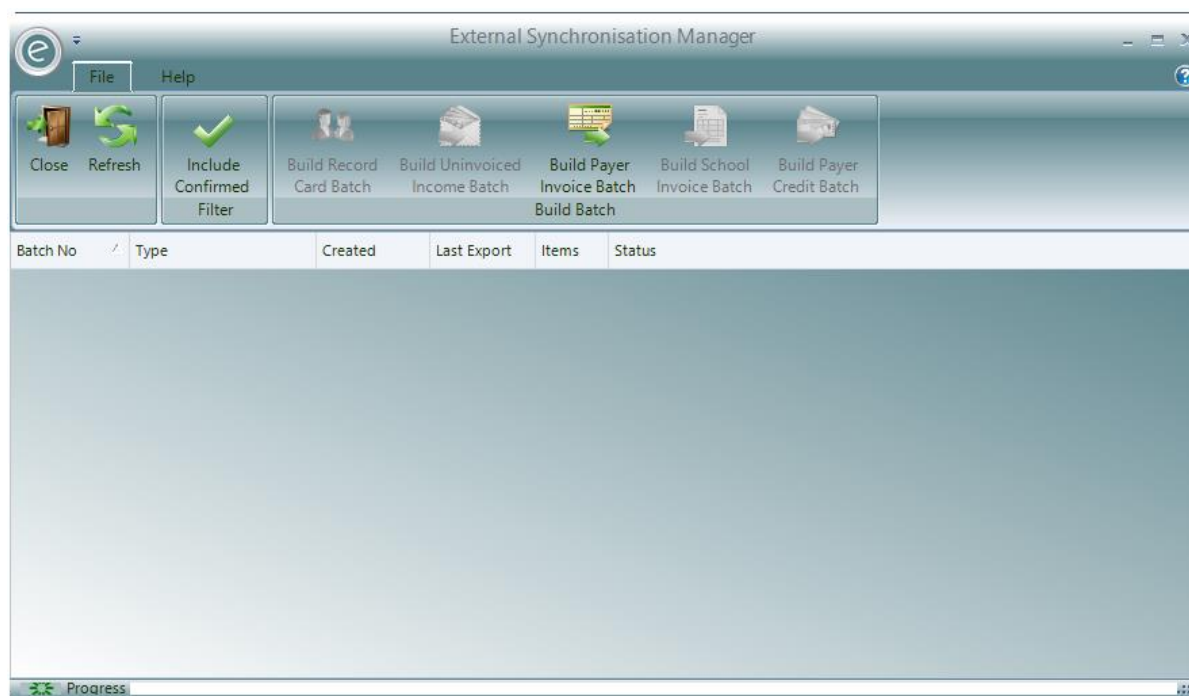 External Synchronisation Manager
e
File Help
Close Refresh
Include
Confirmed
Filter
Build Record
Card Batch
Build Uninvoiced
Income Batch
Build Payer
Invoice Batch
Build School
Invoice Batch
Build Payer
Credit Batch
Build Batch
Batch No Type Created Last Export Items Status
Progress